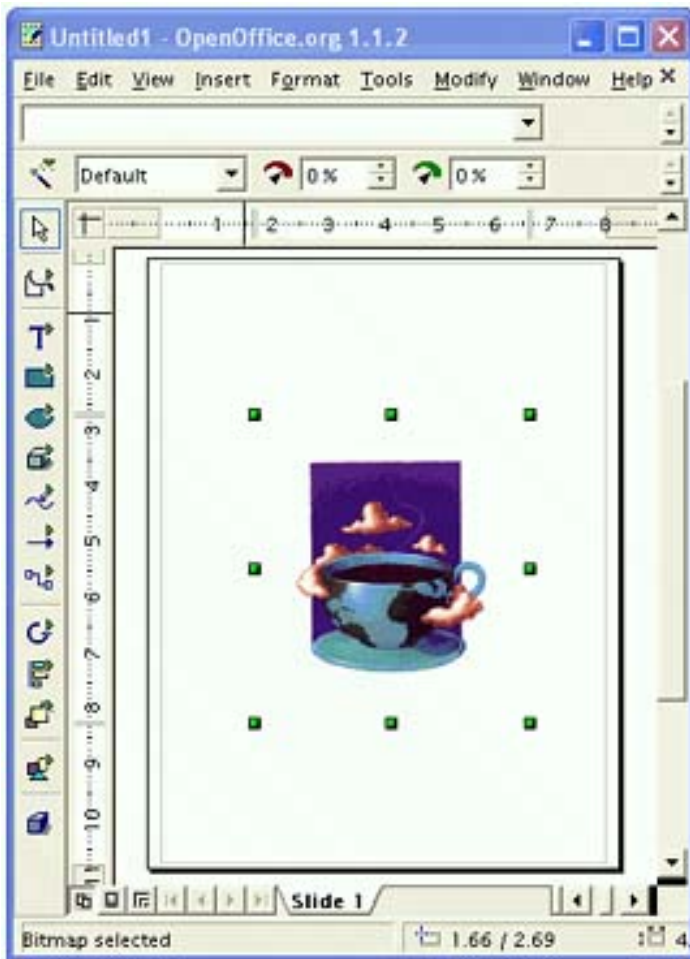 Untitled1 - OpenOffice.org 1.1.2
File Edit View Insert Format Tools Modify Window Help
Default 0% 0%
1 2 3 4 5 6 7 8
1
2
3
4
5
6
7
8
9
10
11
Slide 1
Bitmap selected 1.66 / 2.69 4.